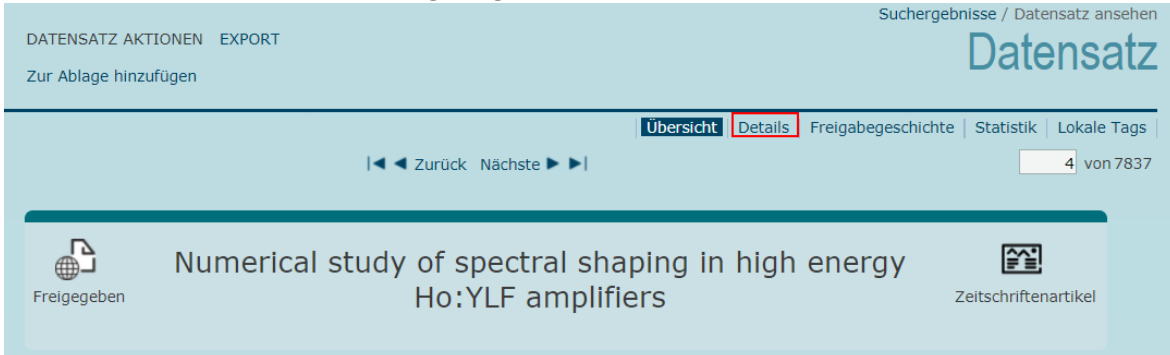 Suchergebnisse / Datensatz ansehen
DATENSATZ AKTIONEN EXPORT
Datensatz
Zur Ablage hinzufügen
Übersicht | Details | Freigabegeschichte | Statistik | Lokale Tags
Zurück Nächste
4 von 7837
Numerical study of spectral shaping in high energy
Ho:YLF amplifiers
Freigegeben
Zeitschriftenartikel